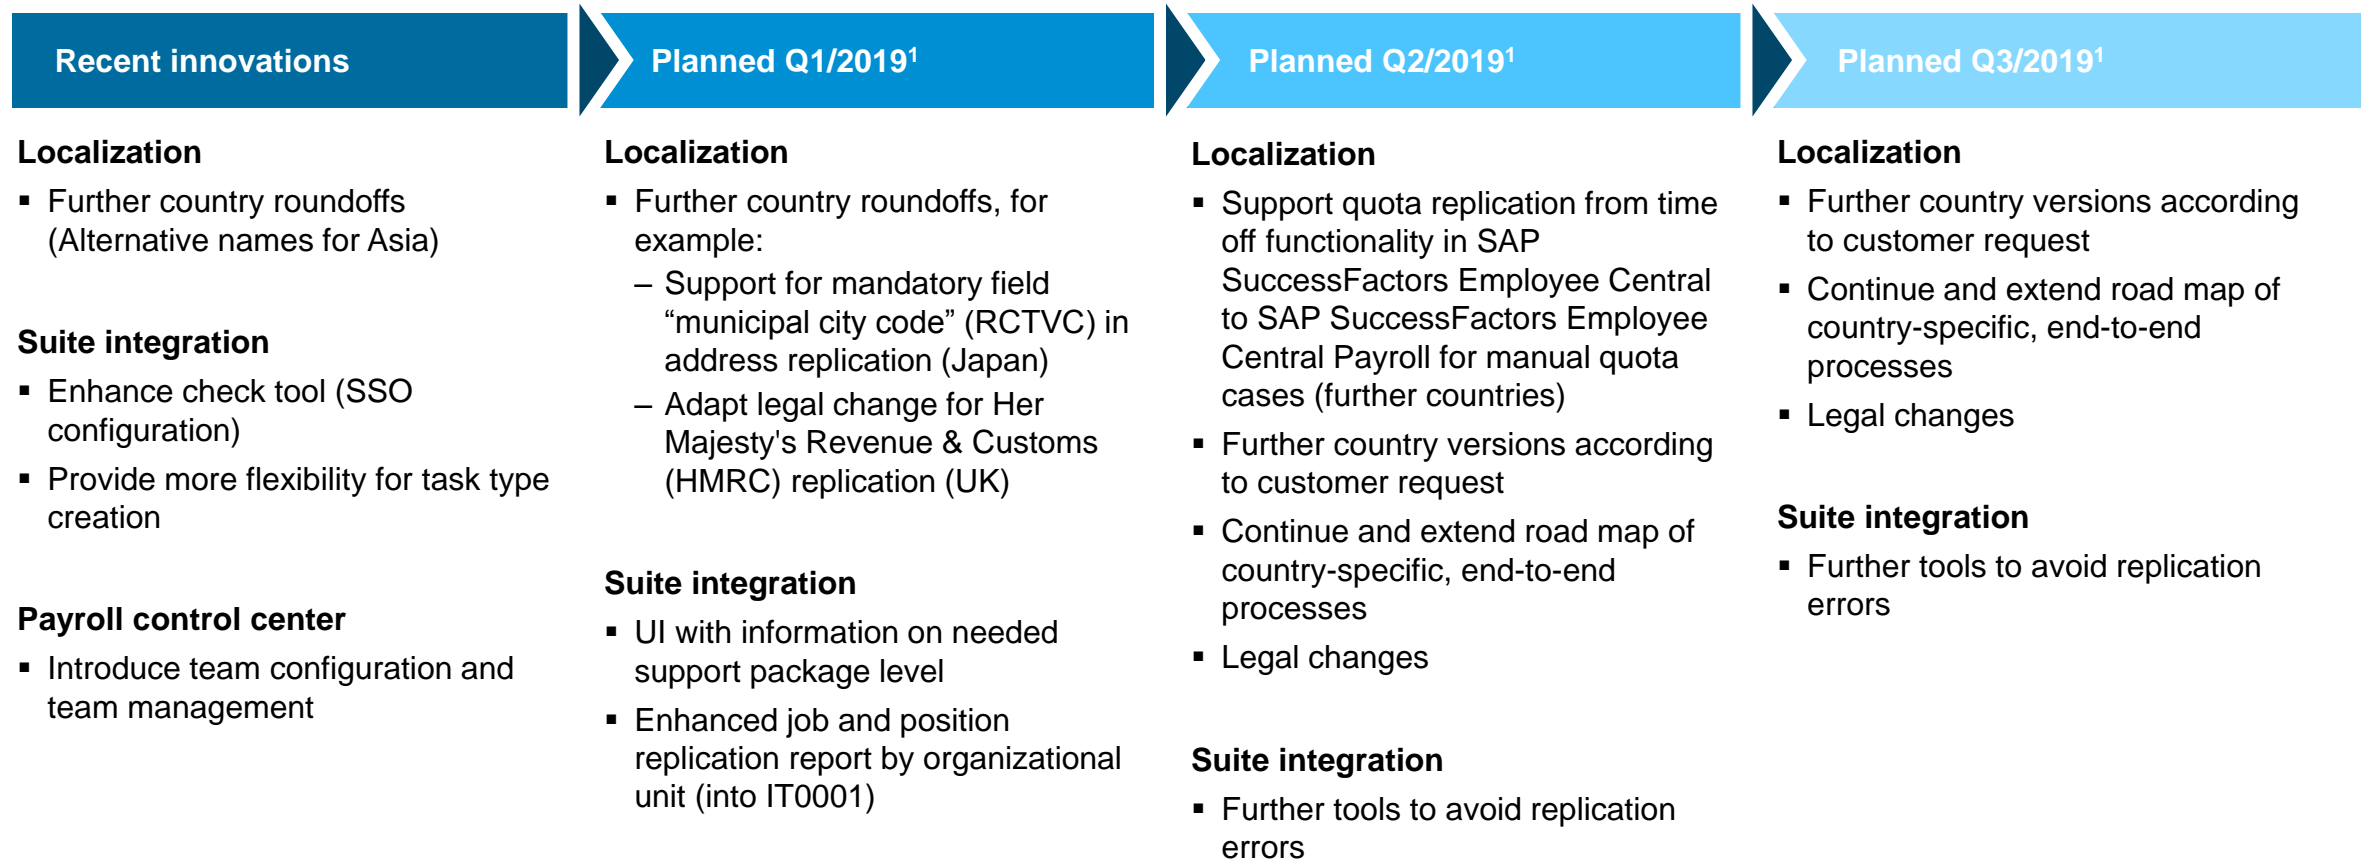 Recent innovations
Planned Q1/2019¹
Planned Q2/2019¹
Planned Q3/2019¹
Localization
▪ Further country roundoffs
(Alternative names for Asia)
Suite integration
▪ Enhance check tool (SSO
configuration)
▪ Provide more flexibility for task type
creation
Payroll control center
▪ Introduce team configuration and
team management
Localization
▪ Further country roundoffs, for
example:
– Support for mandatory field
“municipal city code” (RCTVC) in
address replication (Japan)
– Adapt legal change for Her
Majesty's Revenue & Customs
(HMRC) replication (UK)
Suite integration
▪ UI with information on needed
support package level
▪ Enhanced job and position
replication report by organizational
unit (into IT0001)
Localization
▪ Support quota replication from time
off functionality in SAP
SuccessFactors Employee Central
to SAP SuccessFactors Employee
Central Payroll for manual quota
cases (further countries)
▪ Further country versions according
to customer request
▪ Continue and extend road map of
country-specific, end-to-end
processes
▪ Legal changes
Suite integration
▪ Further tools to avoid replication
errors
Localization
▪ Further country versions according
to customer request
▪ Continue and extend road map of
country-specific, end-to-end
processes
▪ Legal changes
Suite integration
▪ Further tools to avoid replication
errors